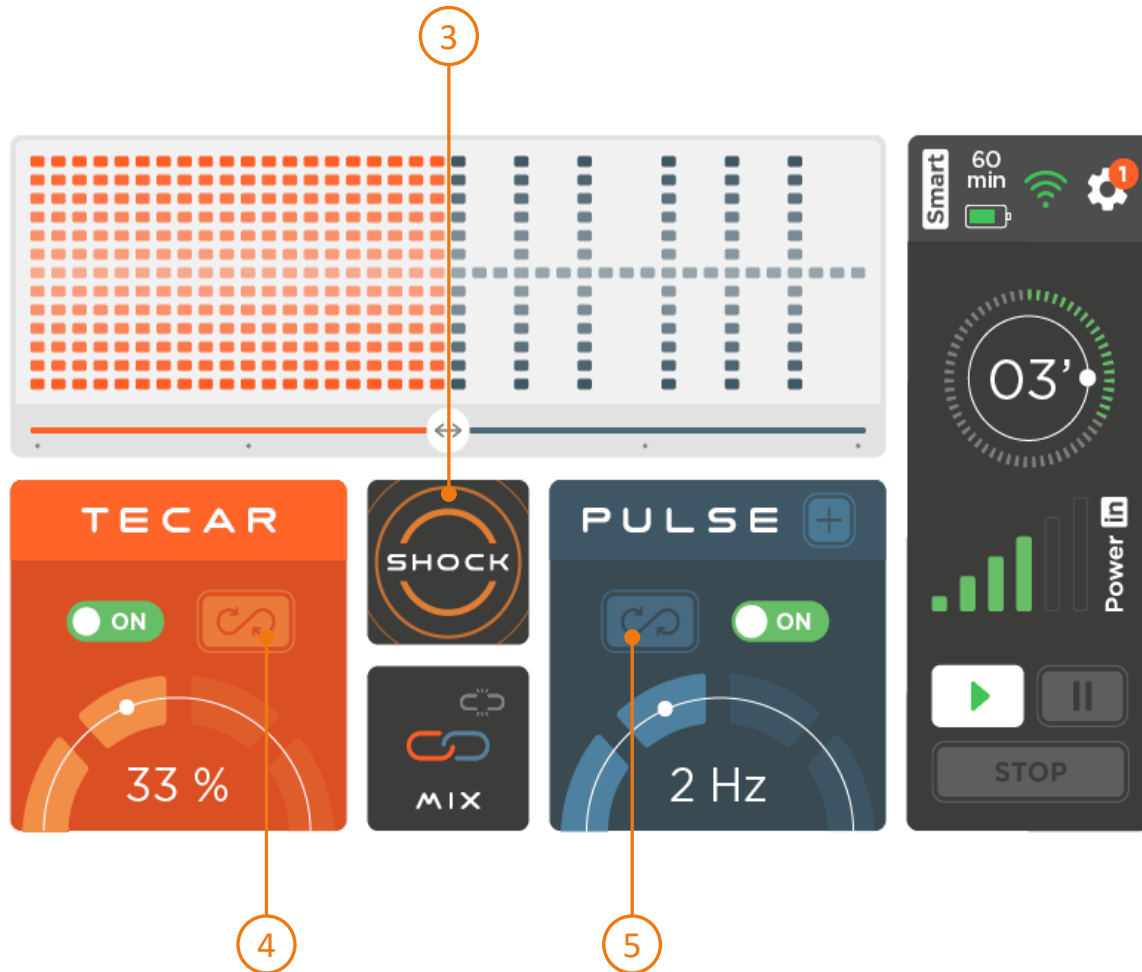 3
Smart
60
min
1
03’
TECAR
SHOCK
PULSE
ON
ON
Power in
33 %
MIX
2 Hz
STOP
4
5